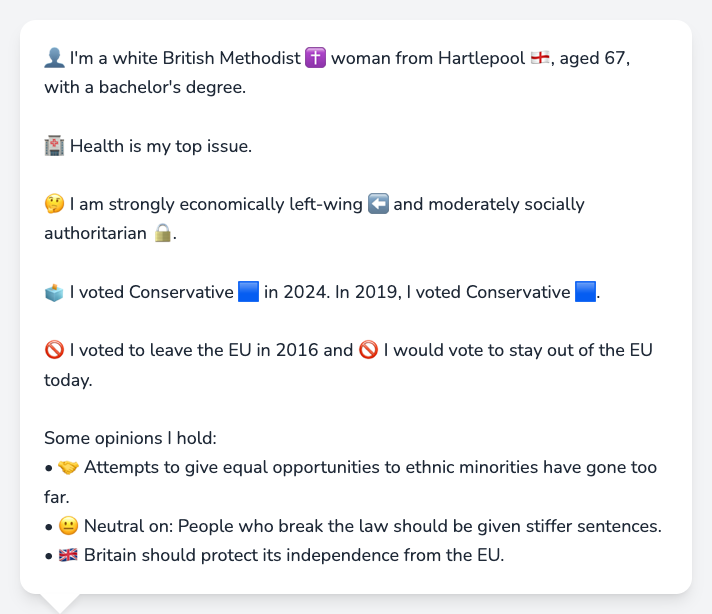 👤 I'm a white British Methodist ✝️ woman from Hartlepool 🏴󠁧󠁢󠁥󠁮󠁧󠁿, aged 67,
with a bachelor's degree.
🏥 Health is my top issue.
🤔 I am strongly economically left-wing ⬅️ and moderately socially
authoritarian 🔒.
🗳️ I voted Conservative 🟦 in 2024. In 2019, I voted Conservative 🟦.
🚫 I voted to leave the EU in 2016 and 🚫 I would vote to stay out of the EU
today.
Some opinions I hold:
• 🤝 Attempts to give equal opportunities to ethnic minorities have gone too
far.
• 😐 Neutral on: People who break the law should be given stiffer sentences.
• 🇬🇧 Britain should protect its independence from the EU.